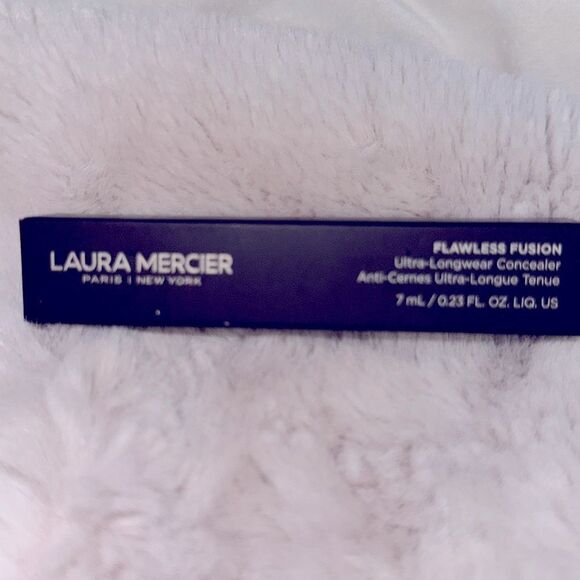 LAURA MERCIER
PARIS | NEW YORK
FLAWLESS FUSION
Ultra-Longwear Concealer
Anti-Cernes Ultra-Longue Tenue
7 mL / 0.23 FL. OZ. LIQ. US